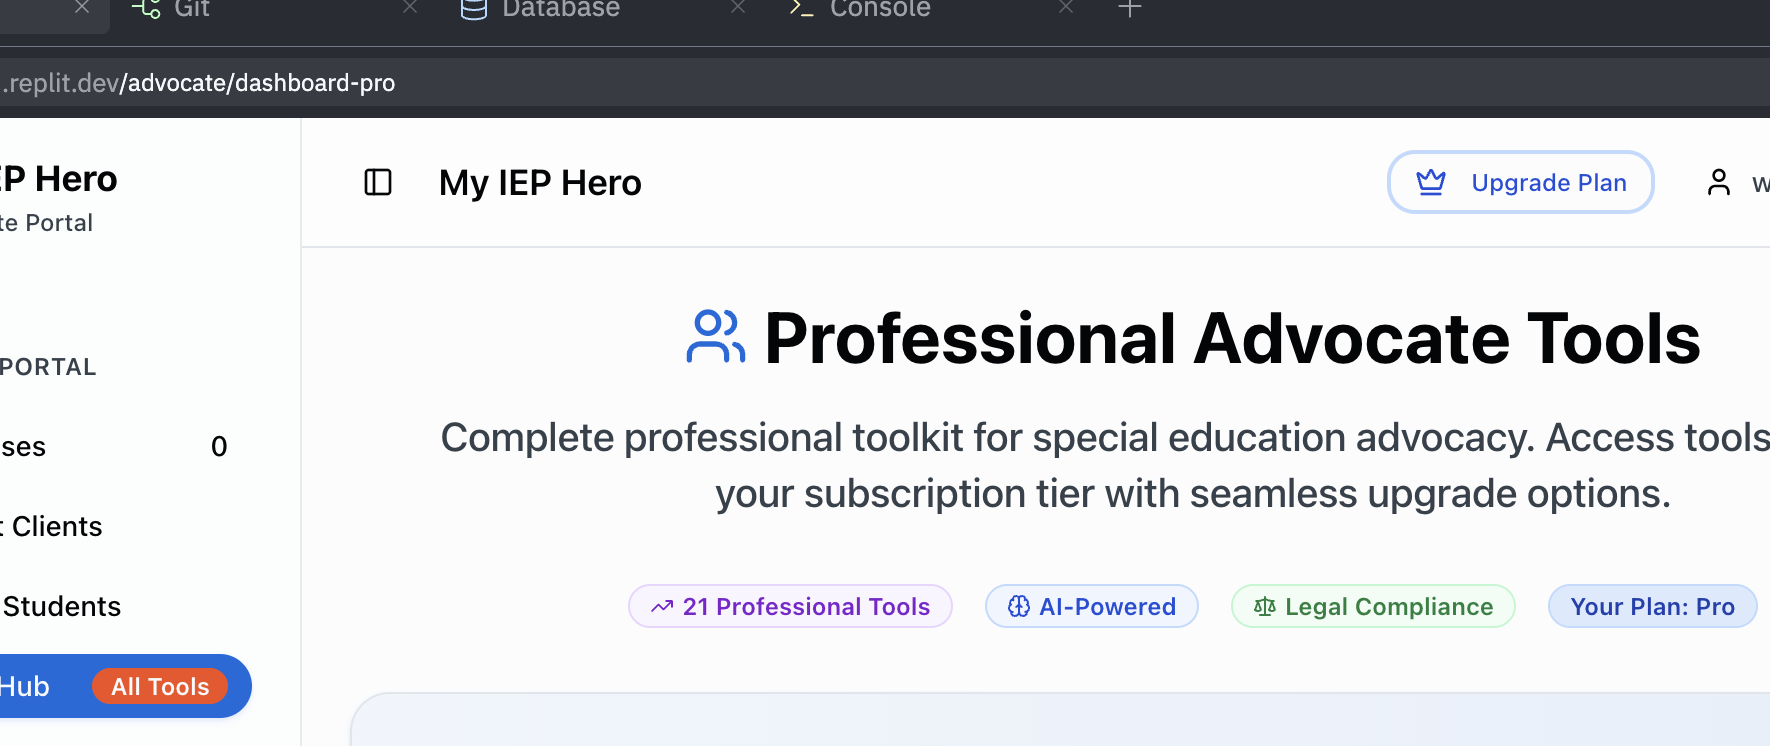 Git
Database
Console
.replit.dev/advocate/dashboard-pro
Hero
Portal
PORTAL
0
Clients
Students
Hub
All Tools
My IEP Hero
Upgrade Plan
Professional Advocate Tools
Complete professional toolkit for special education advocacy. Access tools
your subscription tier with seamless upgrade options.
21 Professional Tools
AI-Powered
Legal Compliance
Your Plan: Pro